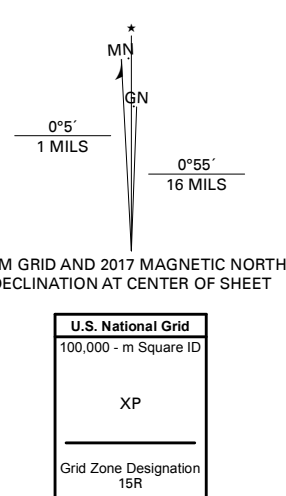 ★
MN
GN
0°5´
1 MILS
0°55´
16 MILS
M GRID AND 2017 MAGNETIC NORTH
DECLINATION AT CENTER OF SHEET
U.S. National Grid
100,000 - m Square ID
XP
Grid Zone Designation
15R